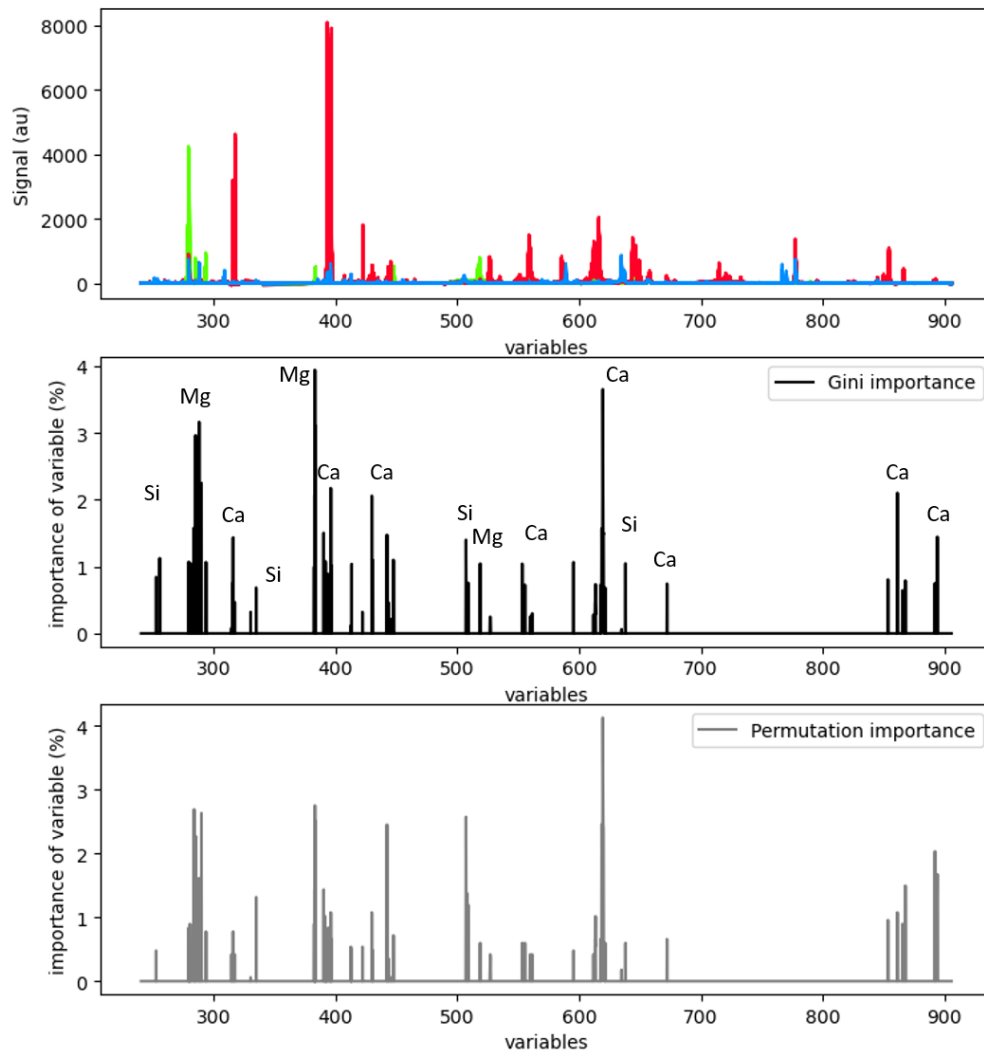 8000
6000
4000
2000
0
Signal (au)
300 400 500 600 700 800 900
variables
4
3
2
1
0
importance of variable (%)
Gini importance
Mg
Mg
Ca
Si
Ca
Ca
Ca
Ca
Si
Mg
Ca
Si
Ca
Si
Ca
300 400 500 600 700 800 900
variables
4
3
2
1
0
importance of variable (%)
Permutation importance
300 400 500 600 700 800 900
variables